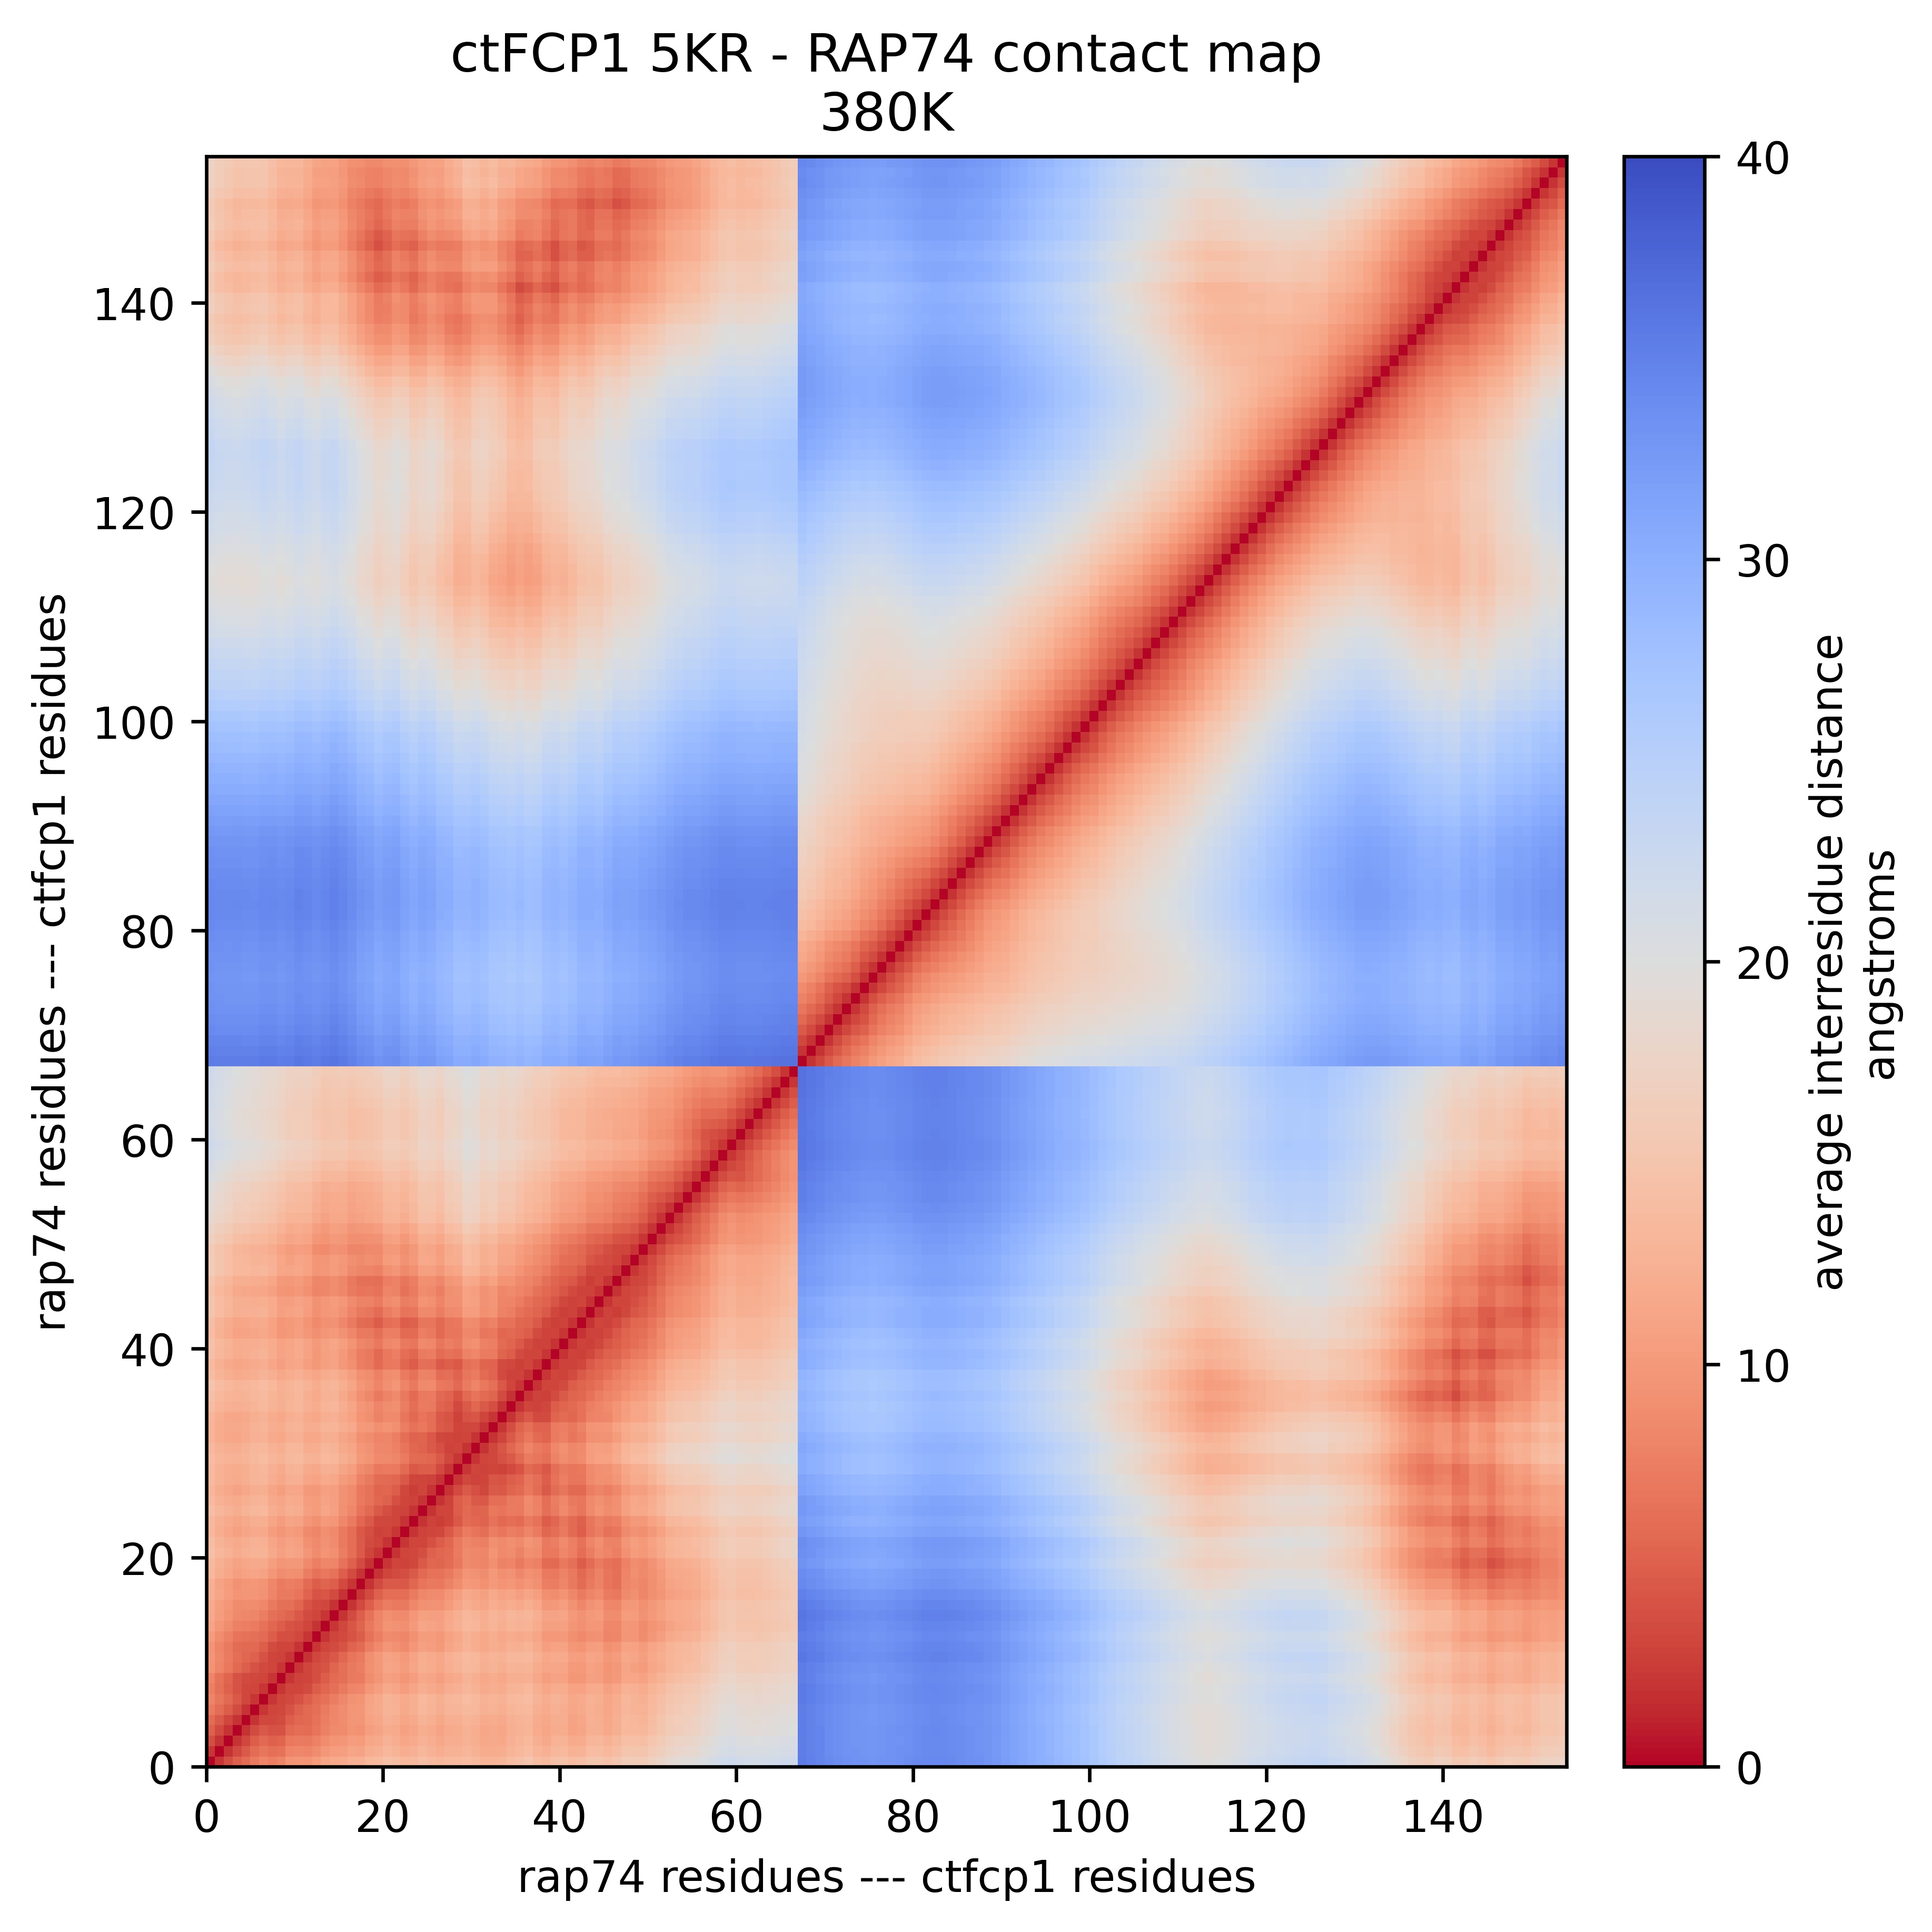 ctFCP1 5KR - RAP74 contact map
380K
rap74 residues --- ctfcp1 residues
140
120
100
80
60
40
20
0
0 20 40 60 80 100 120 140
rap74 residues --- ctfcp1 residues
40
30
20
10
0
average interresidue distance
angstroms